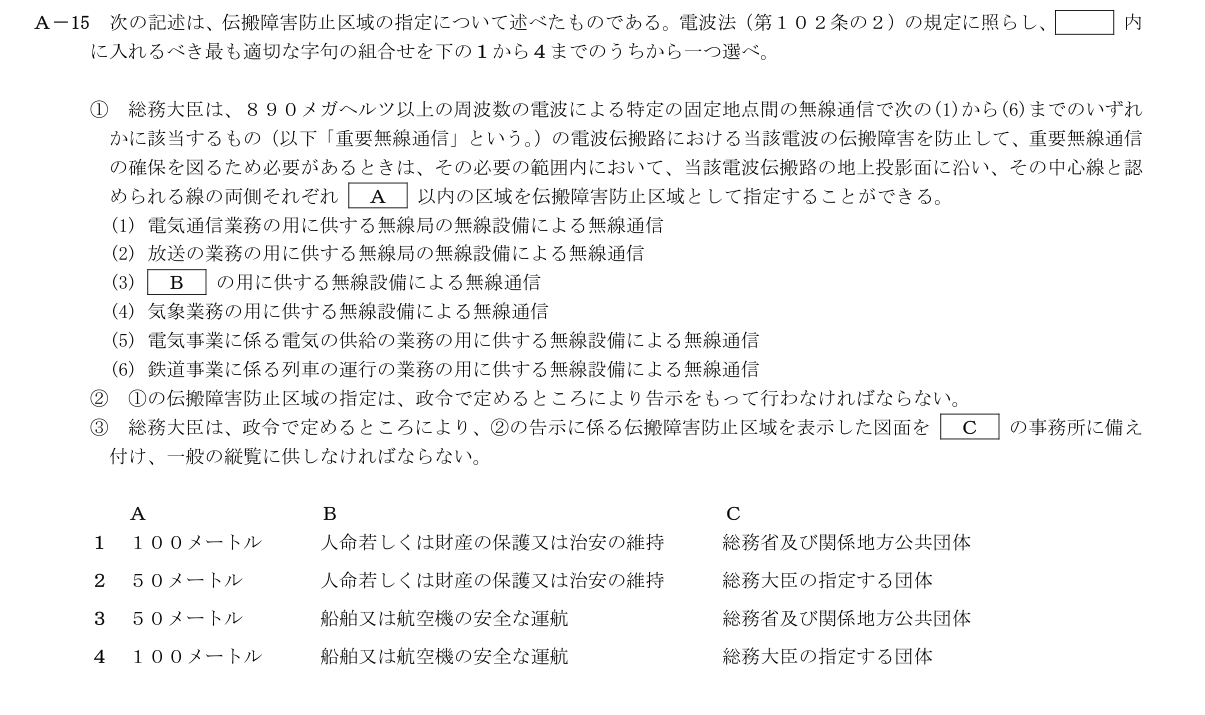 A－15　次の記述は、伝搬障害防止区域の指定について述べたものである。電波法（第１０２条の２）の規定に照らし、　　　内
に入れるべき最も適切な字句の組合せを下の1から4までのうちから一つ選べ。
①　総務大臣は、８９０メガヘルツ以上の周波数の電波による特定の固定地点間の無線通信で次の(1)から(6)までのいずれ
かに該当するもの（以下「重要無線通信」という。）の電波伝搬路における当該電波の伝搬障害を防止して、重要無線通信
の確保を図るため必要があるときは、その必要の範囲内において、当該電波伝搬路の地上投影面に沿い、その中心線と認
められる線の両側それぞれ A 以内の区域を伝搬障害防止区域として指定することができる。
(1) 電気通信業務の用に供する無線局の無線設備による無線通信
(2) 放送の業務の用に供する無線局の無線設備による無線通信
(3) B の用に供する無線設備による無線通信
(4) 気象業務の用に供する無線設備による無線通信
(5) 電気事業に係る電気の供給の業務の用に供する無線設備による無線通信
(6) 鉄道事業に係る列車の運行の業務の用に供する無線設備による無線通信
②　①の伝搬障害防止区域の指定は、政令で定めるところにより告示をもって行わなければならない。
③　総務大臣は、政令で定めるところにより、②の告示に係る伝搬障害防止区域を表示した図面を C の事務所に備え
付け、一般の縦覧に供しなければならない。
A　B　C
1　１００メートル　人命若しくは財産の保護又は治安の維持　総務省及び関係地方公共団体
2　５０メートル　人命若しくは財産の保護又は治安の維持　総務大臣の指定する団体
3　５０メートル　船舶又は航空機の安全な運航　総務省及び関係地方公共団体
4　１００メートル　船舶又は航空機の安全な運航　総務大臣の指定する団体